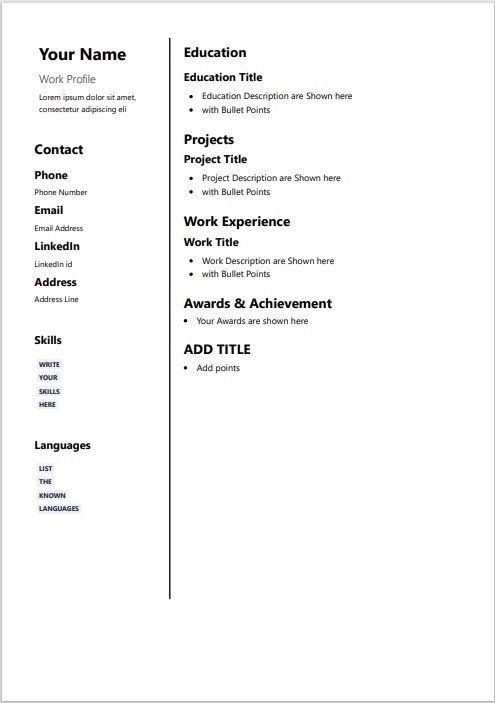 Your Name
Work Profile
Lorem ipsum dolor sit amet,
consectetur adipiscing eli
Contact
Phone
Phone Number
Email
Email Address
LinkedIn
LinkedIn id
Address
Address Line
Skills
WRITE
YOUR
SKILLS
HERE
Languages
LIST
THE
KNOWN
LANGUAGES
Education
Education Title
• Education Description are Shown here
• with Bullet Points
Projects
Project Title
• Project Description are Shown here
• with Bullet Points
Work Experience
Work Title
• Work Description are Shown here
• with Bullet Points
Awards & Achievement
• Your Awards are shown here
ADD TITLE
• Add points